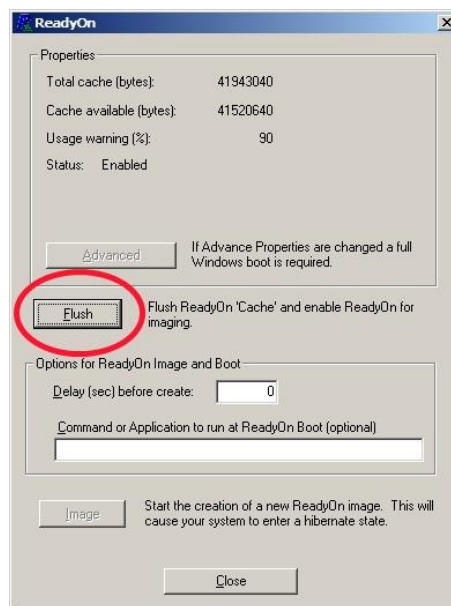 ReadyOn
Properties
Total cache (bytes): 41943040
Cache available (bytes): 41520640
Usage warning (%): 90
Status: Enabled
Advanced
If Advance Properties are changed a full
Windows boot is required.
Flush
Flush ReadyOn 'Cache' and enable ReadyOn for
imaging.
Options for ReadyOn Image and Boot
Delay (sec) before create: 0
Command or Application to run at ReadyOn Boot (optional)
Image
Start the creation of a new ReadyOn image. This will
cause your system to enter a hibernate state.
Close